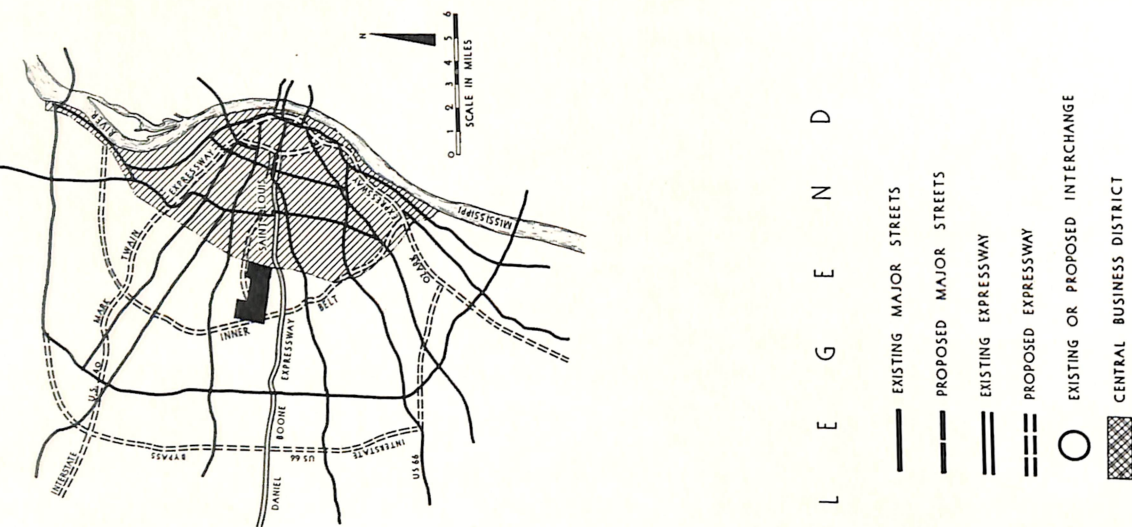 N
0 1 2 3 4 5 6
SCALE IN MILES
RIVER
EXPRESSWAY
MARK TWAIN
SAINT LOUIS
EXPRESSWAY
MISSISSIPPI
OZARK
INNER BELT
U.S. 40
INTERSTATE
DANIEL BOONE EXPRESSWAY
BYPASS US 66 INTERSTATE
US 66
LEGEND
EXISTING MAJOR STREETS
PROPOSED MAJOR STREETS
EXISTING EXPRESSWAY
PROPOSED EXPRESSWAY
EXISTING OR PROPOSED INTERCHANGE
CENTRAL BUSINESS DISTRICT